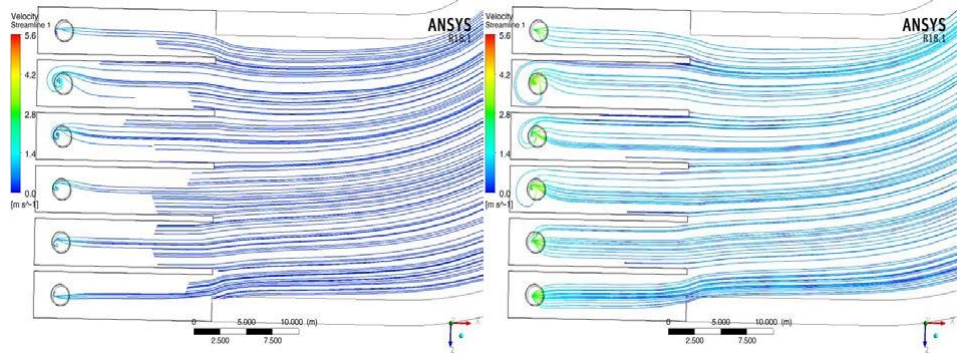 Velocity
Streamline 1
5.6
4.2
2.8
1.4
0.0
[m s^-1]
ANSYS
R18.1
0 5.000 10.000 (m)
2.500 7.500
X
Z
Velocity
Streamline 1
5.6
4.2
2.8
1.4
0.0
[m s^-1]
ANSYS
R18.1
0 5.000 10.000 (m)
2.500 7.500
X